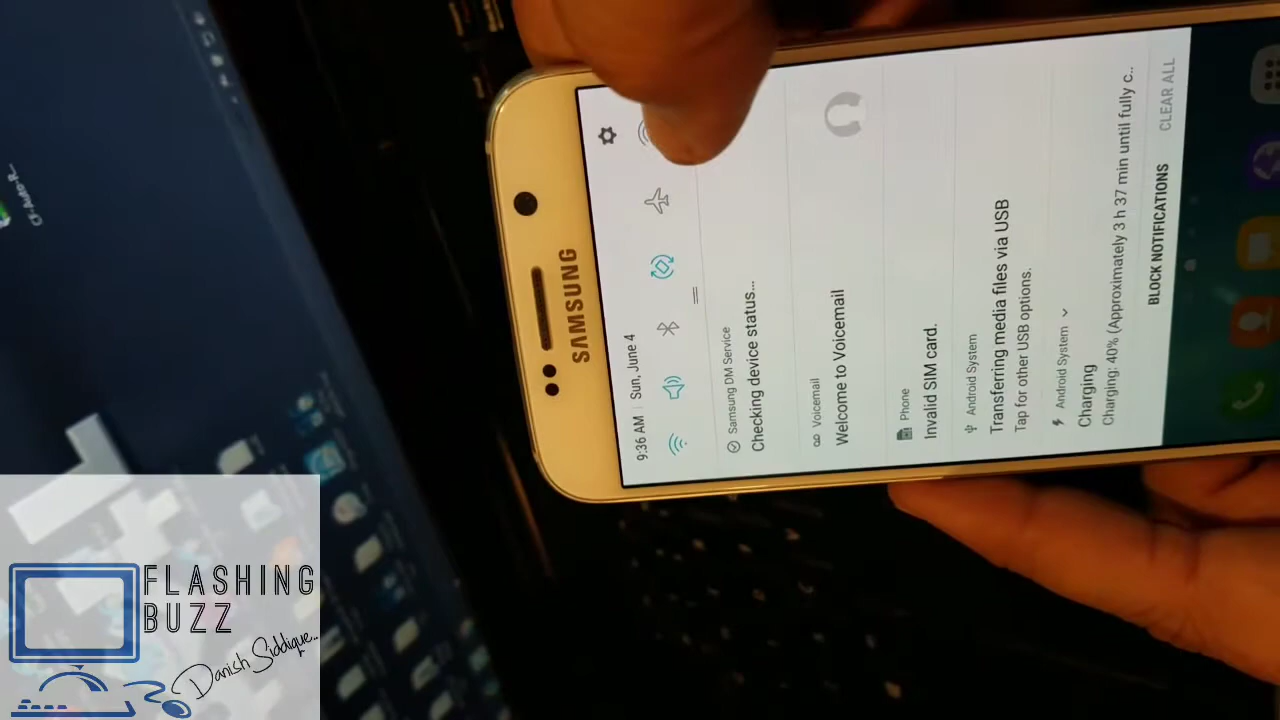 SAMSUNG
9:36 AM | Sun, June 4
Samsung DM Service
Checking device status...
Voicemail
Welcome to Voicemail
Phone
Invalid SIM card.
Android System
Transferring media files via USB
Tap for other USB options.
Android System
Charging
Charging: 40% (Approximately 3 h 37 min until fully c..
BLOCK NOTIFICATIONS
CLEAR ALL
FLASHING
BUZZ
Danish Siddique..